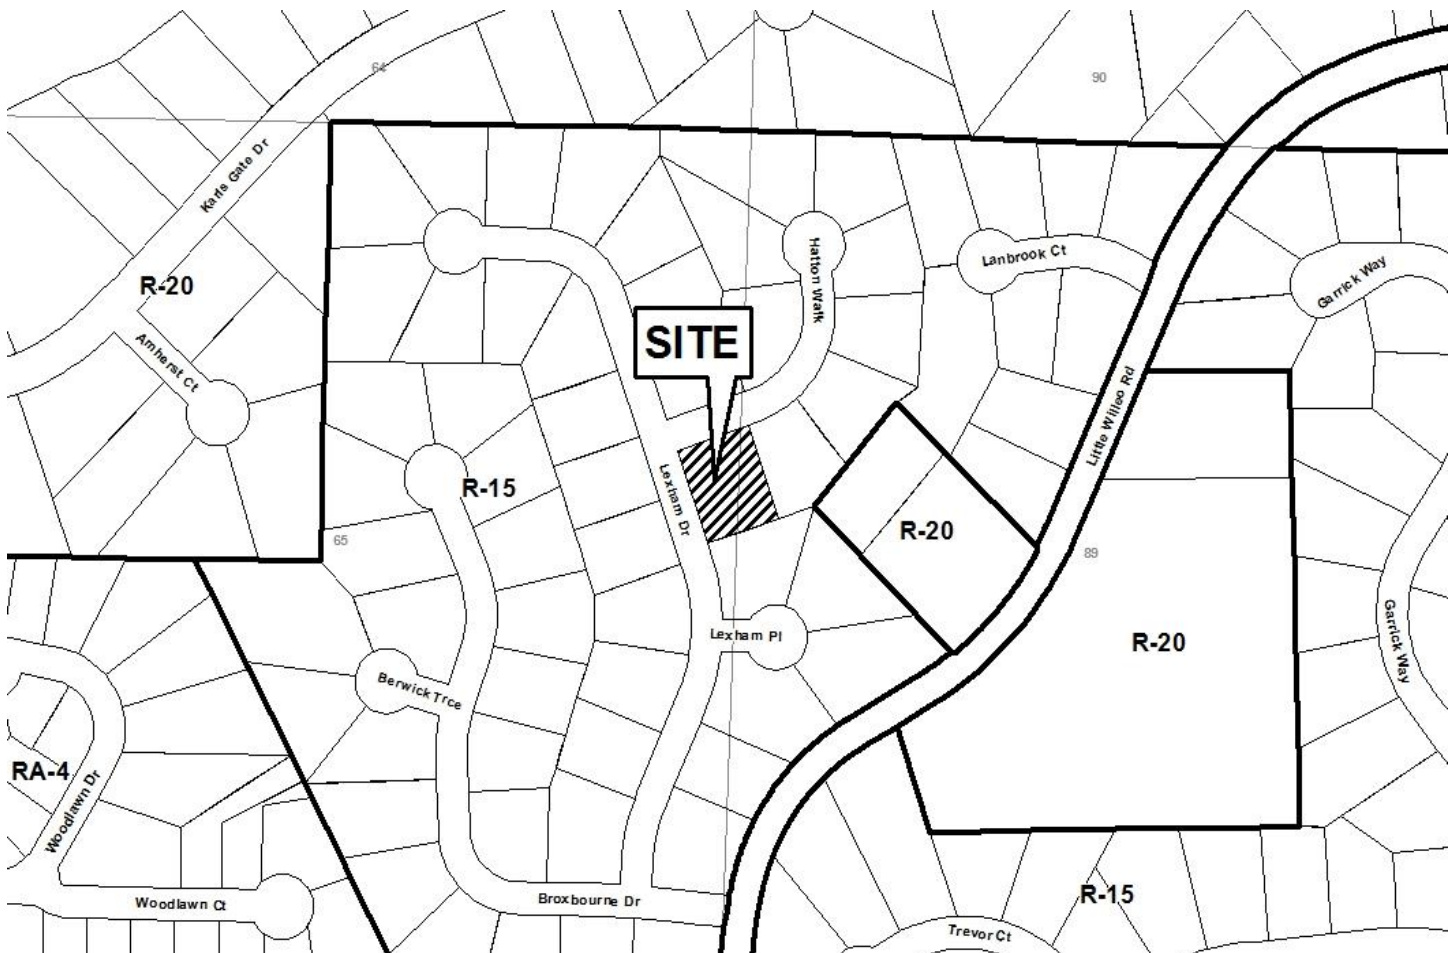 64
90
Karls Gate Dr
Hatton Walk
Lanbrook Ct
Garrick Way
R-20
SITE
Amherst Ct
Little Willeo Rd
R-15
Lexham Dr
R-20
65
89
Lexham Pl
R-20
Garrick Way
Berwick Trce
RA-4
Woodlawn Dr
Woodlawn Ct
Broxbourne Dr
R-15
Trevor Ct